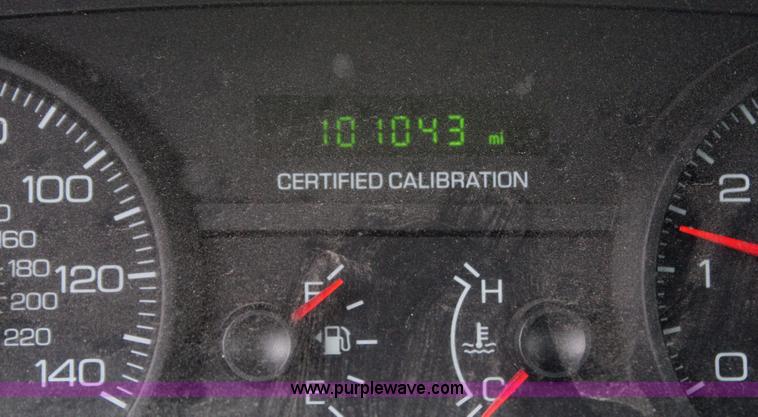 101043 mi
CERTIFIED CALIBRATION
100
160
180
120
200
220
140
F
E
H
C
2
1
0
www.purplewave.com